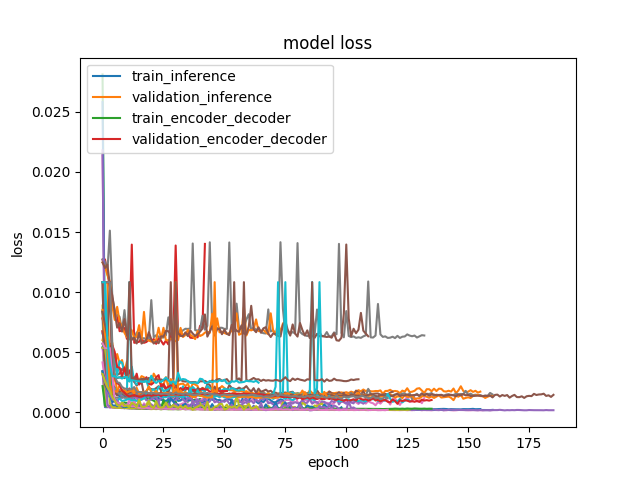 model loss
train_inference
validation_inference
train_encoder_decoder
validation_encoder_decoder
loss
0.025
0.020
0.015
0.010
0.005
0.000
0 25 50 75 100 125 150 175
epoch